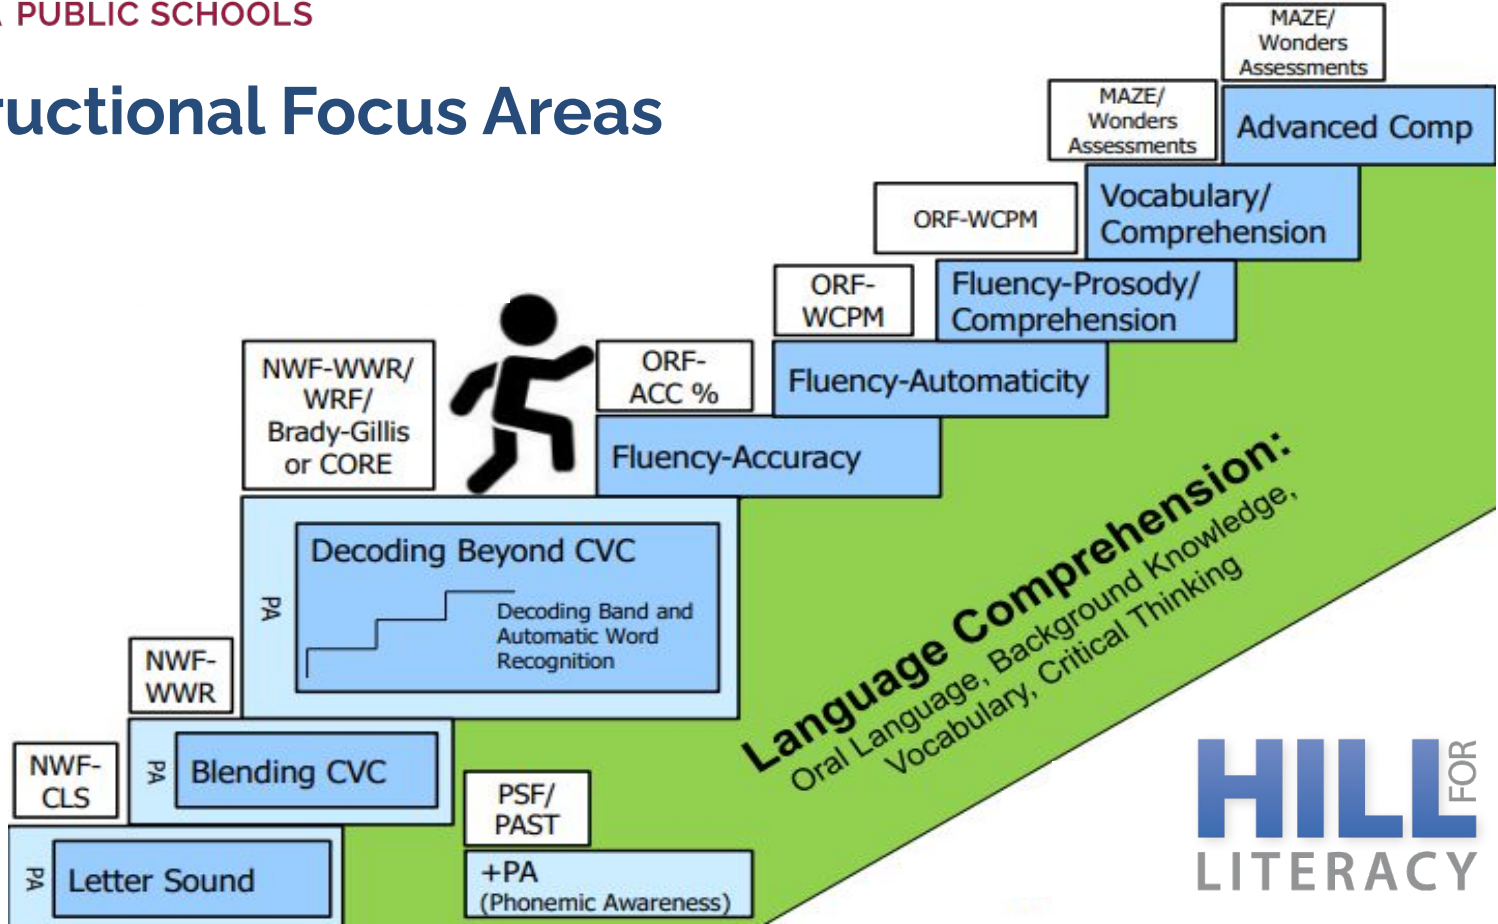 PUBLIC SCHOOLS
Focus Areas
MAZE/
Wonders
Assessments
Advanced Comp
MAZE/
Wonders
Assessments
Vocabulary/
Comprehension
ORF-WCPM
Fluency-Prosody/
Comprehension
ORF-
WCPM
Fluency-Automaticity
ORF-
ACC %
Fluency-Accuracy
NWF-WWR/
WRF/
Brady-Gillis
or CORE
PA
Decoding Beyond CVC
Decoding Band and
Automatic Word
Recognition
NWF-
WWR
PA
Blending CVC
NWF-
CLS
PA
Letter Sound
PSF/
PAST
+PA
(Phonemic Awareness)
Language Comprehension:
Oral Language, Background Knowledge,
Vocabulary, Critical Thinking
HILL FOR
LITERACY